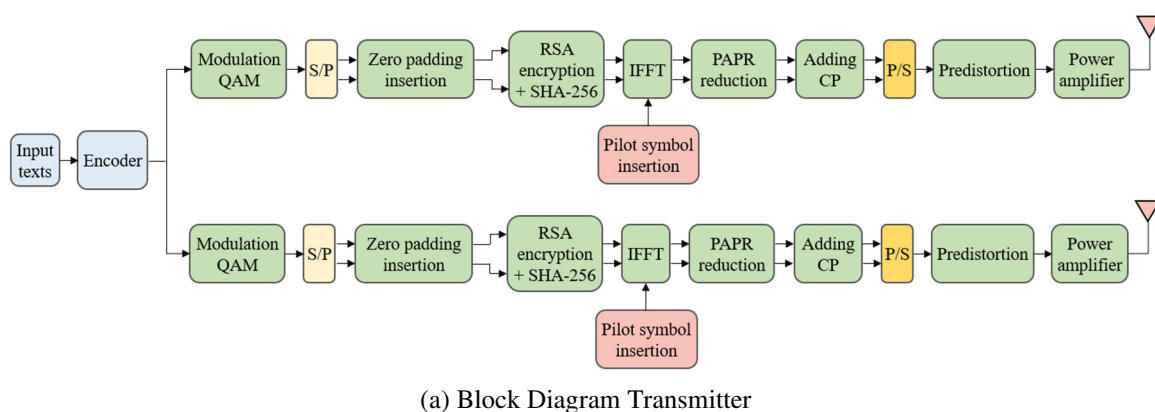 Modulation
QAM
S/P
Zero padding
insertion
RSA
encryption
+ SHA-256
IFFT
PAPR
reduction
Adding
CP
P/S
Predistortion
Power
amplifier
Pilot symbol
insertion
Input
texts
Encoder
Modulation
QAM
S/P
Zero padding
insertion
RSA
encryption
+ SHA-256
IFFT
PAPR
reduction
Adding
CP
P/S
Predistortion
Power
amplifier
Pilot symbol
insertion
(a) Block Diagram Transmitter